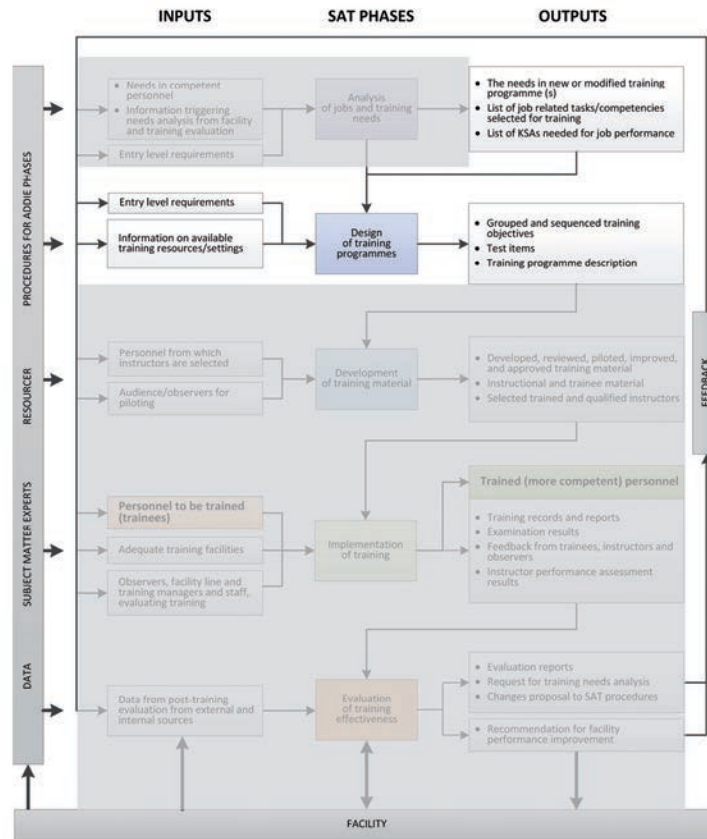 INPUTS
SAT PHASES
OUTPUTS
PROCEDURES FOR ADDIE PHASES
RESOURCER
SUBJECT MATTER EXPERTS
DATA
• Needs in competent
personnel
• Information triggering
needs analysis from facility
and training evaluation
Entry level requirements
Analysis
of jobs and training
needs
• The needs in new or modified training
programme (s)
• List of job related tasks/competencies
selected for training
• List of KSAs needed for job performance
Entry level requirements
Information on available
training resources/settings
Design
of training
programmes
• Grouped and sequenced training
objectives
• Test items
• Training programme description
Personnel from which
instructors are selected
Audience/observers for
piloting
Development
of training material
• Developed, reviewed, piloted, improved,
and approved training material
• Instructional and trainee material
• Selected trained and qualified instructors
FEEDBACK
Personnel to be trained
(trainees)
Adequate training facilities
Observers, facility line and
training managers and staff,
evaluating training
Implementation
of training
Trained (more competent) personnel
• Training records and reports
• Examination results
• Feedback from trainees, instructors and
observers
• Instructor performance assessment
results
Data from post-training
evaluation from external and
internal sources
Evaluation
of training
effectiveness
• Evaluation reports
• Request for training needs analysis
• Changes proposal to SAT procedures
• Recommendation for facility
performance improvement
FACILITY